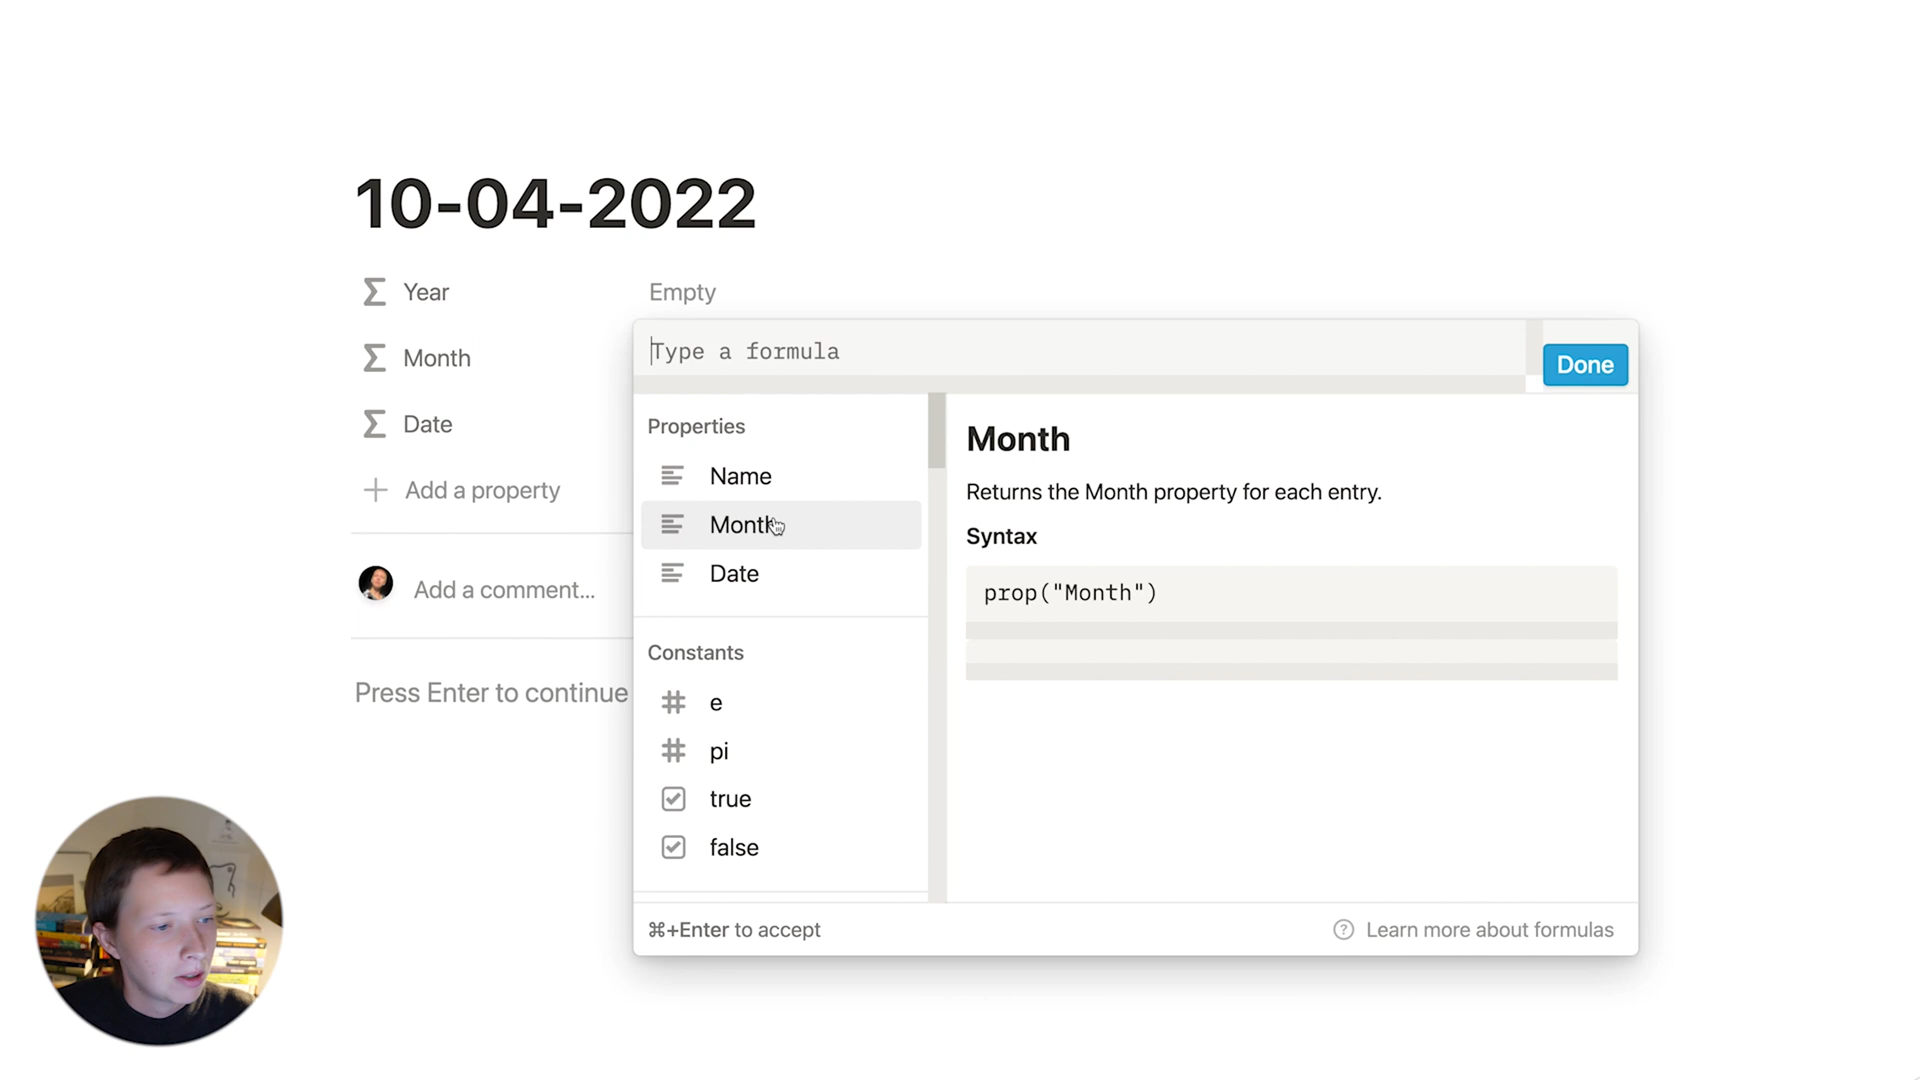 10-04-2022
Year Empty
Month
Date
Add a property
Add a comment...
Press Enter to continue
Type a formula
Done
Properties
Name
Month
Date
Constants
e
pi
true
false
Month
Returns the Month property for each entry.
Syntax
prop("Month")
⌘+Enter to accept
Learn more about formulas